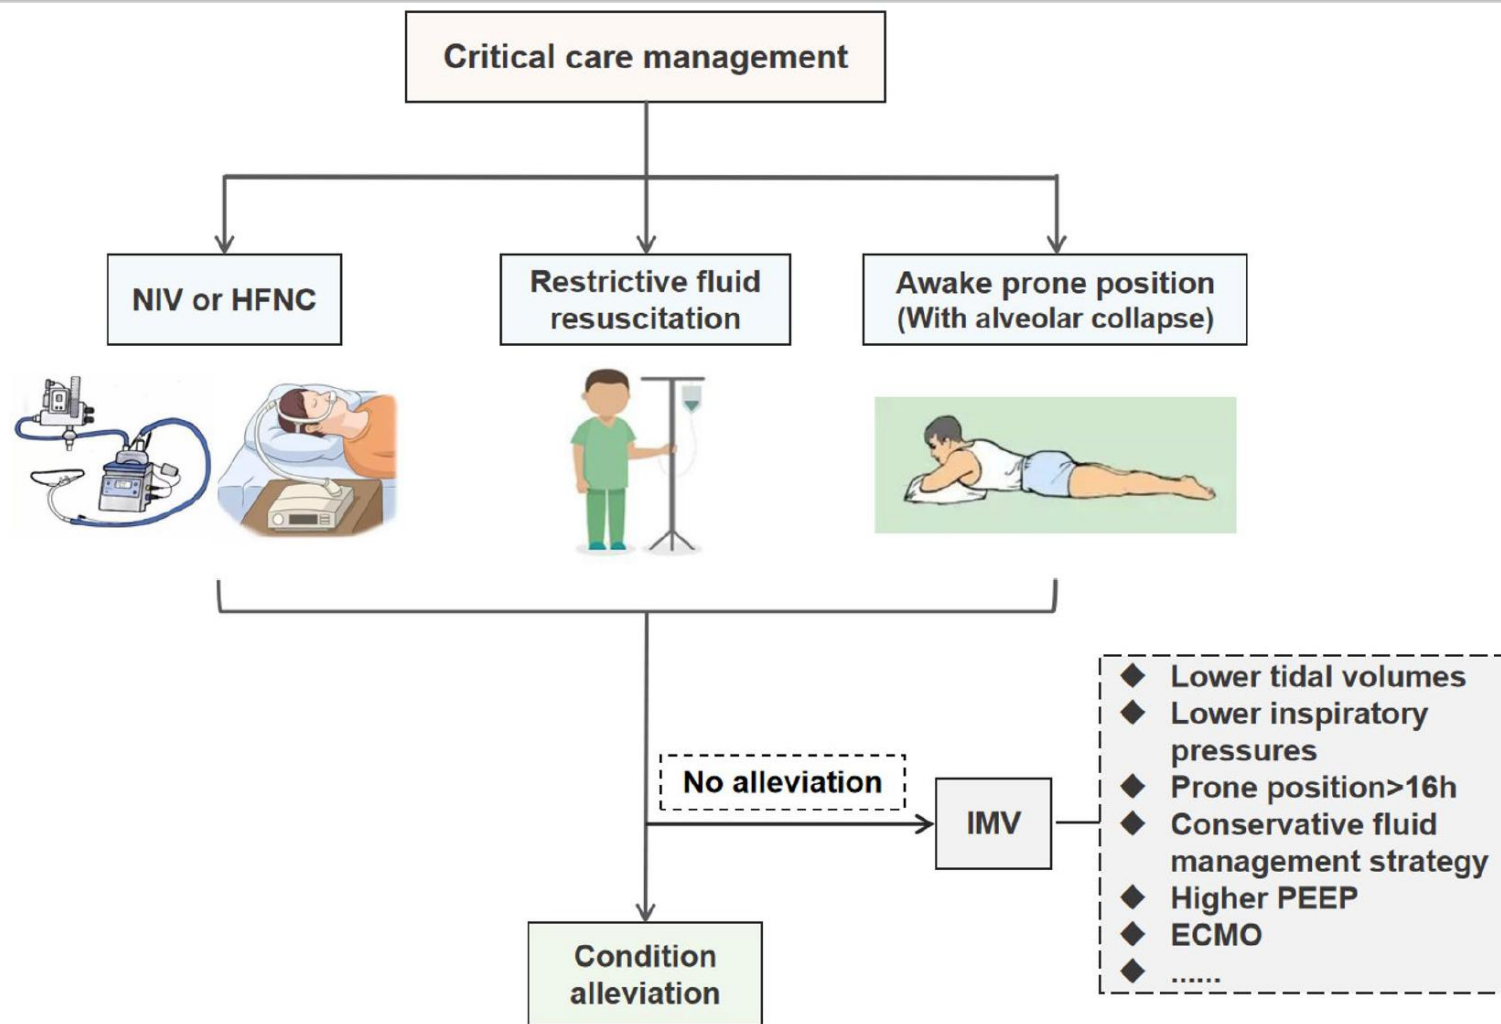 Critical care management
NIV or HFNC
Restrictive fluid
resuscitation
Awake prone position
(With alveolar collapse)
No alleviation
IMV
◆ Lower tidal volumes
◆ Lower inspiratory
pressures
◆ Prone position>16h
◆ Conservative fluid
management strategy
◆ Higher PEEP
◆ ECMO
◆ ......
Condition
alleviation